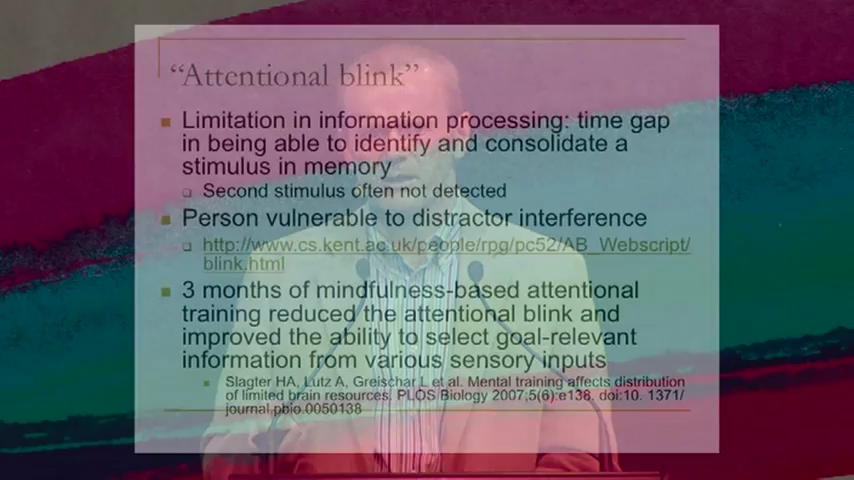 “Attentional blink”
Limitation in information processing: time gap
in being able to identify and consolidate a
stimulus in memory
Second stimulus often not detected
Person vulnerable to distractor interference
http://www.cs.kent.ac.uk/people/rpg/pc52/AB_Webscript/
blink.html
3 months of mindfulness-based attentional
training reduced the attentional blink and
improved the ability to select goal-relevant
information from various sensory inputs
Slagter HA, Lutz A, Greischar L et al. Mental training affects distribution
of limited brain resources. PLOS Biology 2007;5(6):e138. doi:10. 1371/
journal.pbio.0050138